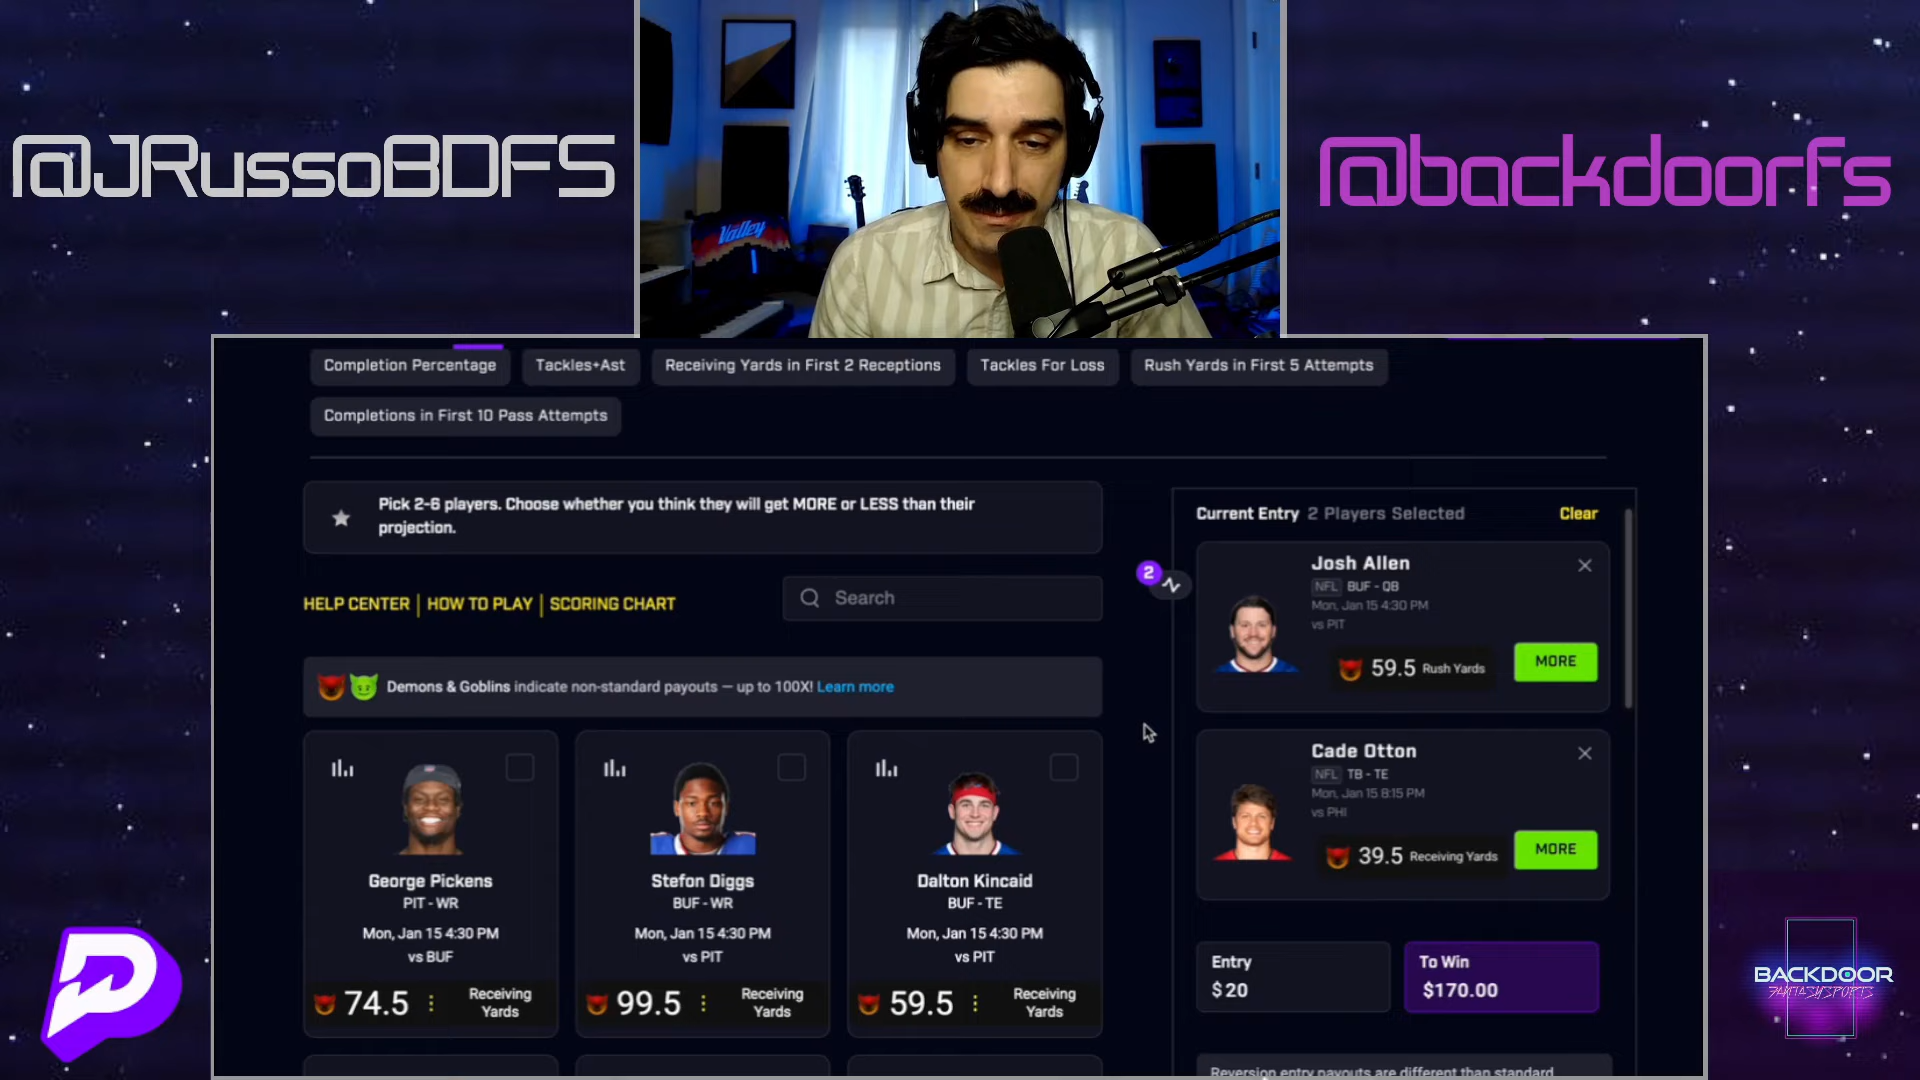 @JRussoBDFS
Valley
@backdoorfs
Completion Percentage
Tackles+Ast
Receiving Yards in First 2 Receptions
Tackles For Loss
Rush Yards in First 5 Attempts
Completions in First 10 Pass Attempts
Pick 2-6 players. Choose whether you think they will get MORE or LESS than their
projection.
HELP CENTER | HOW TO PLAY | SCORING CHART
Search
Demons & Goblins indicate non-standard payouts — up to 100X! Learn more
George Pickens
PIT - WR
Mon, Jan 15 4:30 PM
vs BUF
74.5
Receiving
Yards
Stefon Diggs
BUF - WR
Mon, Jan 15 4:30 PM
vs PIT
99.5
Receiving
Yards
Dalton Kincaid
BUF - TE
Mon, Jan 15 4:30 PM
vs PIT
59.5
Receiving
Yards
2
Current Entry 2 Players Selected
Clear
Josh Allen
NFL BUF - QB
Mon, Jan 15 4:30 PM
vs PIT
59.5 Rush Yards
MORE
Cade Otton
NFL TB - TE
Mon, Jan 15 8:15 PM
vs PHI
39.5 Receiving Yards
MORE
Entry
$ 20
To Win
$170.00
Reversion entry payouts are different than standard
BACKDOOR
FANTASY SPORTS